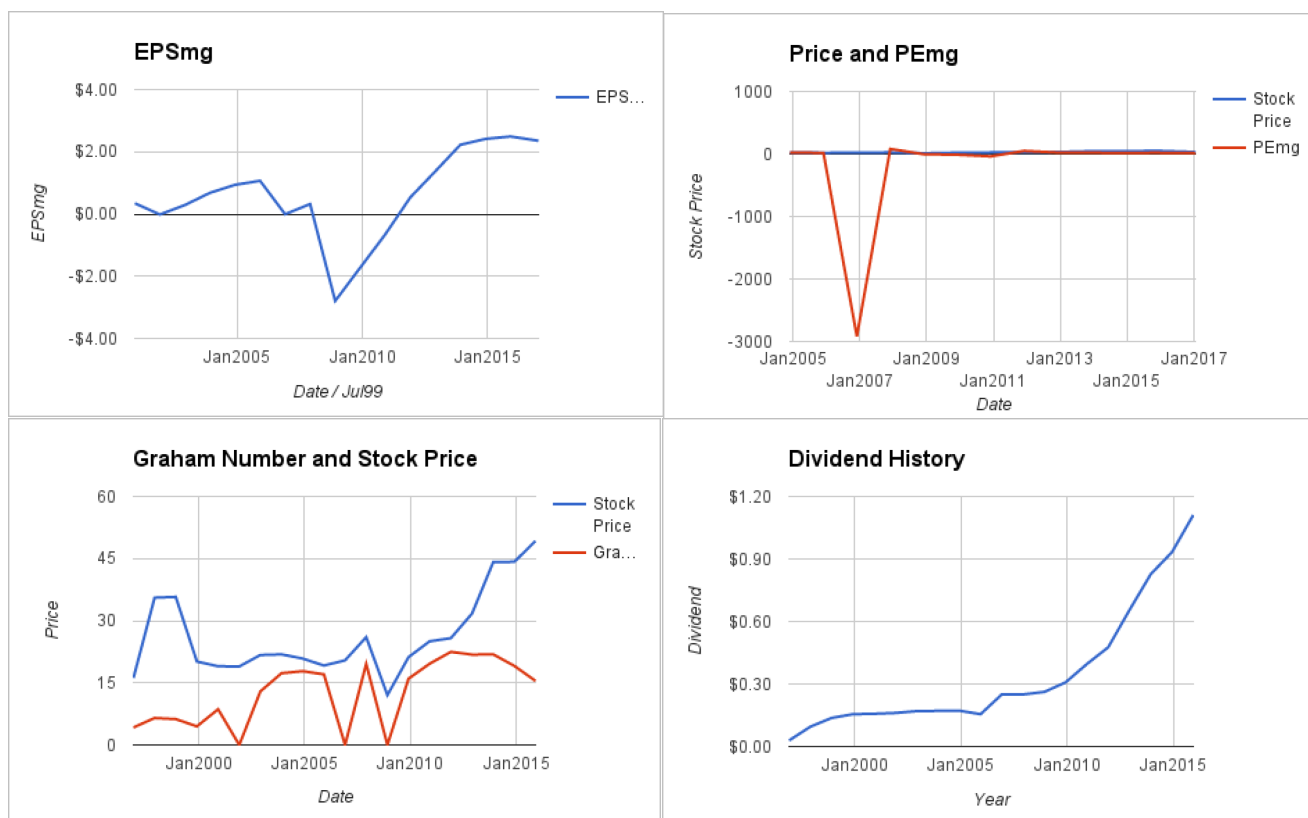 EPSmg
$4.00
$2.00
$0.00
-$2.00
-$4.00
EPSmg
Jan2005
Jan2010
Jan2015
Date / Jul99
EPS...
Price and PEmg
1000
0
-1000
-2000
-3000
Stock Price
Jan2005
Jan2007
Jan2009
Jan2011
Jan2013
Jan2015
Jan2017
Date
Stock
Price
PEmg
Graham Number and Stock Price
60
45
30
15
0
Price
Jan2000
Jan2005
Jan2010
Jan2015
Date
Stock
Price
Gra...
Dividend History
$1.20
$0.90
$0.60
$0.30
$0.00
Dividend
Jan2000
Jan2005
Jan2010
Jan2015
Year